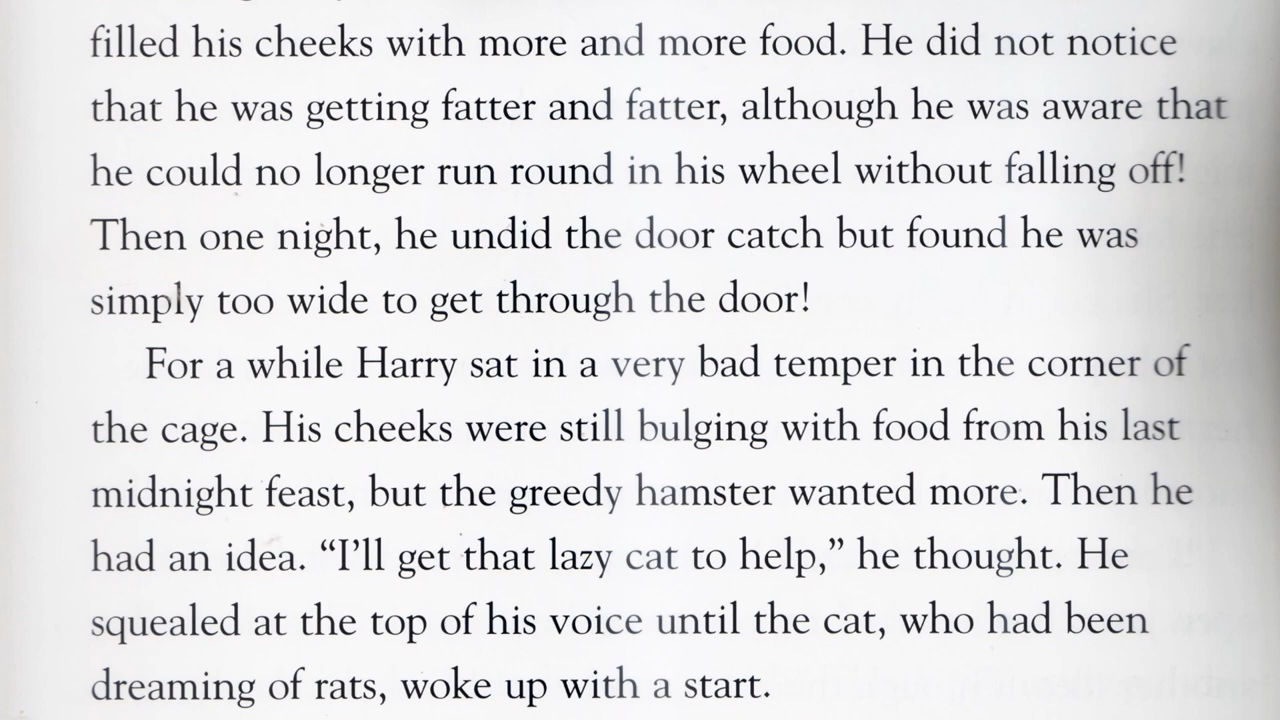 filled his cheeks with more and more food. He did not notice
that he was getting fatter and fatter, although he was aware that
he could no longer run round in his wheel without falling off!
Then one night, he undid the door catch but found he was
simply too wide to get through the door!
For a while Harry sat in a very bad temper in the corner of
the cage. His cheeks were still bulging with food from his last
midnight feast, but the greedy hamster wanted more. Then he
had an idea. “I’ll get that lazy cat to help,” he thought. He
squealed at the top of his voice until the cat, who had been
dreaming of rats, woke up with a start.